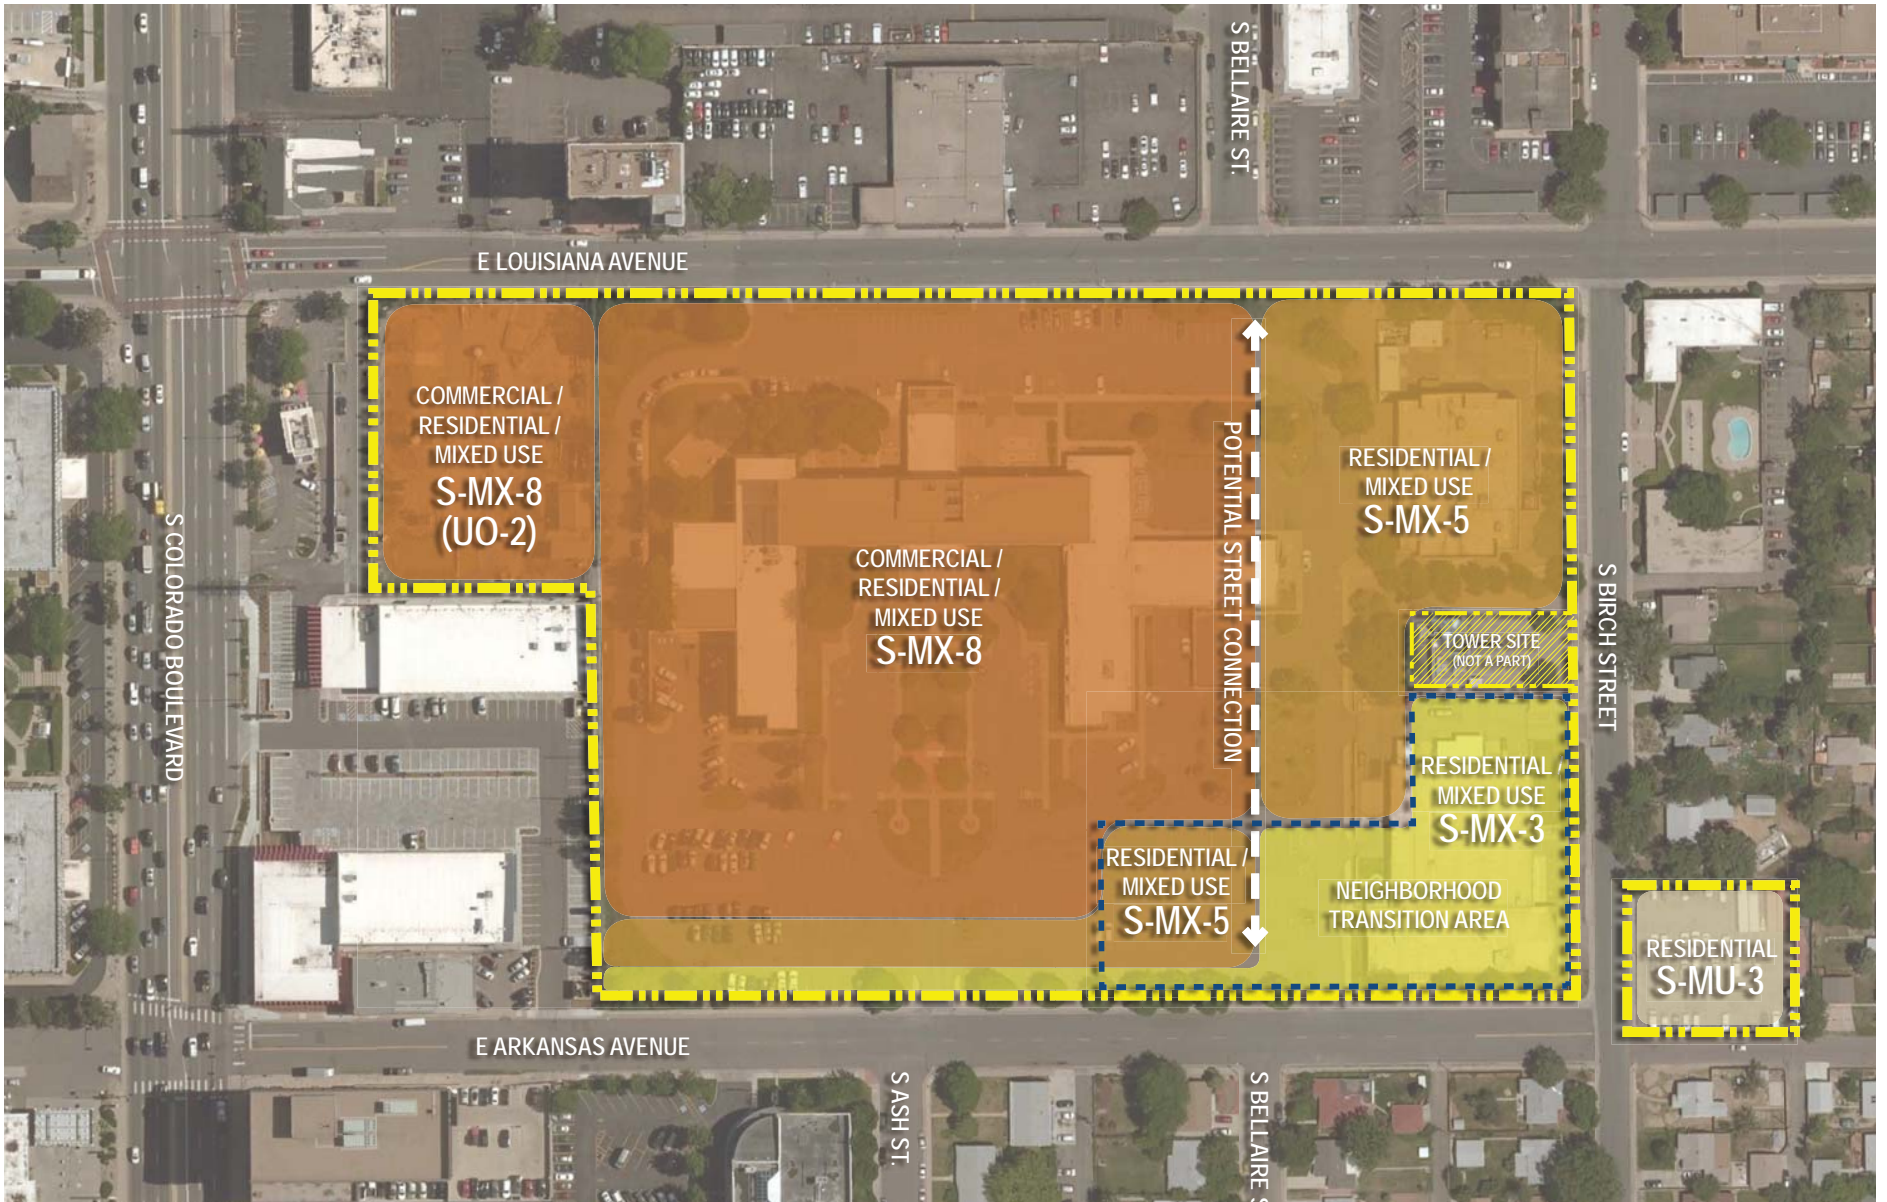 S BELLAIRE ST.
E LOUISIANA AVENUE
COMMERCIAL /
RESIDENTIAL /
MIXED USE
S-MX-8
(UO-2)
S COLORADO BOULEVARD
COMMERCIAL /
RESIDENTIAL /
MIXED USE
S-MX-8
POTENTIAL STREET CONNECTION
RESIDENTIAL /
MIXED USE
S-MX-5
TOWER SITE
(NOT A PART)
S BIRCH STREET
RESIDENTIAL /
MIXED USE
S-MX-3
RESIDENTIAL /
MIXED USE
S-MX-5
NEIGHBORHOOD
TRANSITION AREA
RESIDENTIAL
S-MU-3
E ARKANSAS AVENUE
S ASH ST.
S BELLAIRE S